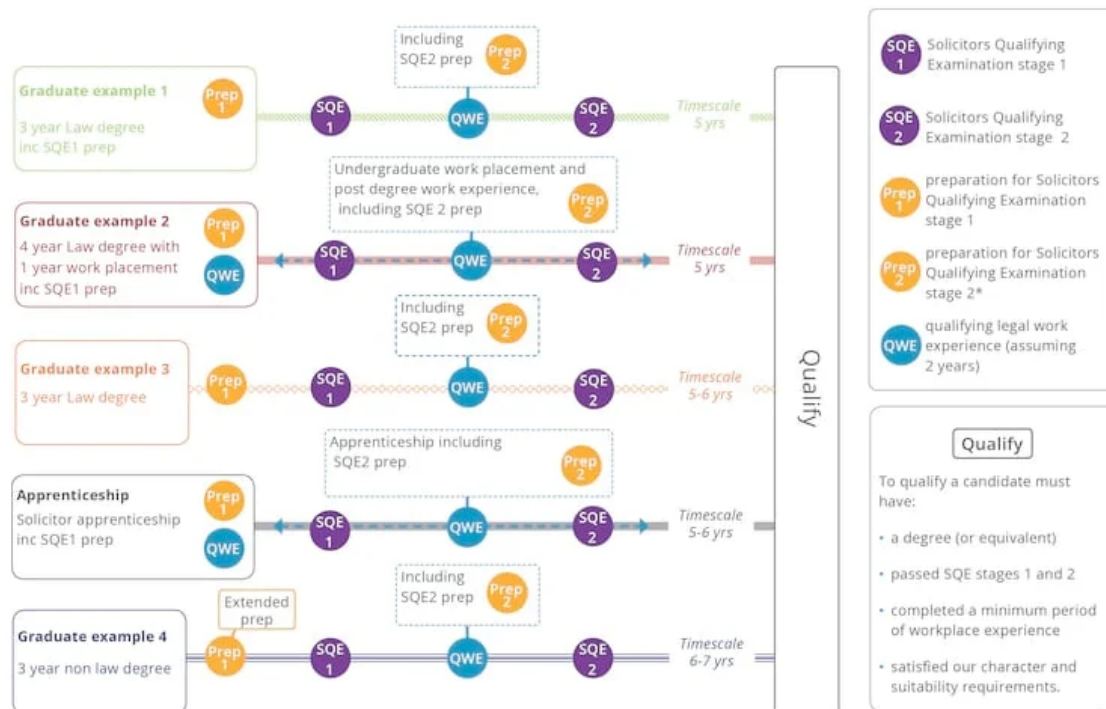 Including
SQE2 prep
Prep
2
Graduate example 1
3 year Law degree
inc SQE1 prep
Prep
1
SQE
1
QWE
SQE
2
Timescale
5 yrs
Undergraduate work placement and
post degree work experience,
including SQE 2 prep
Prep
2
Graduate example 2
4 year Law degree with
1 year work placement
inc SQE1 prep
Prep
1
QWE
SQE
1
QWE
SQE
2
Timescale
5 yrs
Including
SQE2 prep
Prep
2
Graduate example 3
3 year Law degree
Prep
1
SQE
1
QWE
SQE
2
Timescale
5-6 yrs
Apprenticeship including
SQE2 prep
Prep
2
Apprenticeship
Solicitor apprenticeship
inc SQE1 prep
Prep
1
QWE
SQE
1
QWE
SQE
2
Timescale
5-6 yrs
Including
SQE2 prep
Prep
2
Extended
prep
Graduate example 4
3 year non law degree
Prep
1
SQE
1
QWE
SQE
2
Timescale
6-7 yrs
Qualify
SQE
1
Solicitors Qualifying
Examination stage 1
SQE
2
Solicitors Qualifying
Examination stage 2
Prep
1
preparation for Solicitors
Qualifying Examination
stage 1
Prep
2
preparation for Solicitors
Qualifying Examination
stage 2*
QWE
qualifying legal work
experience (assuming
2 years)
Qualify
To qualify a candidate must
have:
• a degree (or equivalent)
• passed SQE stages 1 and 2
• completed a minimum period
of workplace experience
• satisfied our character and
suitability requirements.